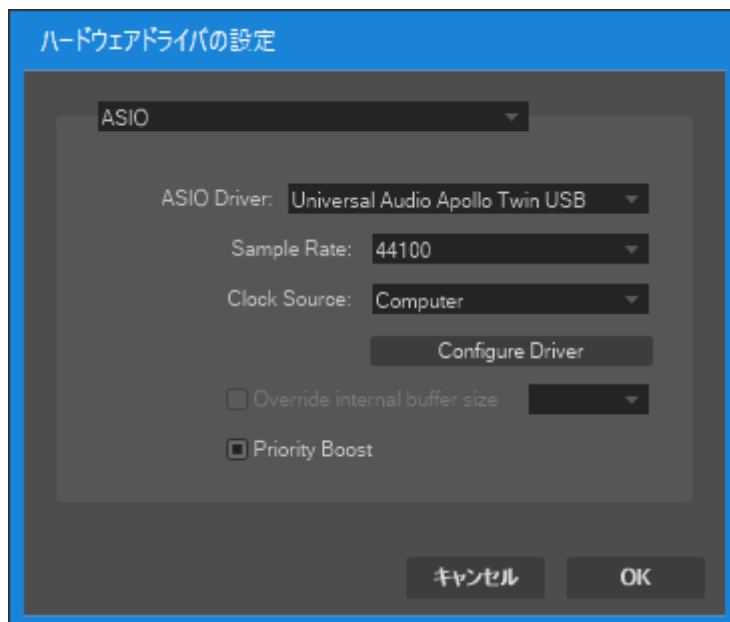 ハードウェアドライバの設定
ASIO
ASIO Driver: Universal Audio Apollo Twin USB
Sample Rate: 44100
Clock Source: Computer
Configure Driver
Override internal buffer size
Priority Boost
キャンセル OK